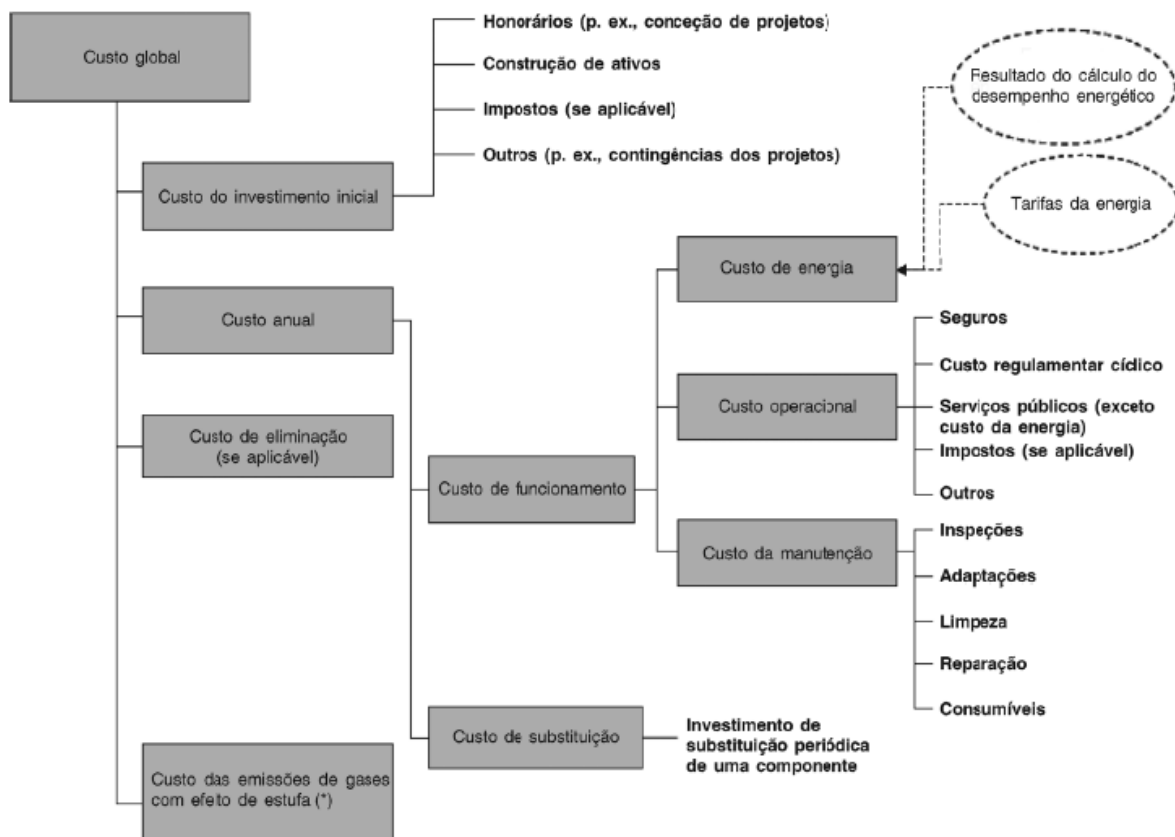 Custo global
Honorários (p. ex., conceção de projetos)
Construção de ativos
Impostos (se aplicável)
Outros (p. ex., contingências dos projetos)
Custo do investimento inicial
Resultado do cálculo do
desempenho energético
Tarifas da energia
Custo de energia
Custo anual
Seguros
Custo regulamentar cíclico
Custo operacional
Serviços públicos (exceto
custo da energia)
Impostos (se aplicável)
Outros
Custo de eliminação
(se aplicável)
Custo de funcionamento
Custo da manutenção
Inspeções
Adaptações
Limpeza
Reparação
Consumíveis
Custo de substituição
Investimento de
substituição periódica
de uma componente
Custo das emissões de gases
com efeito de estufa (*)